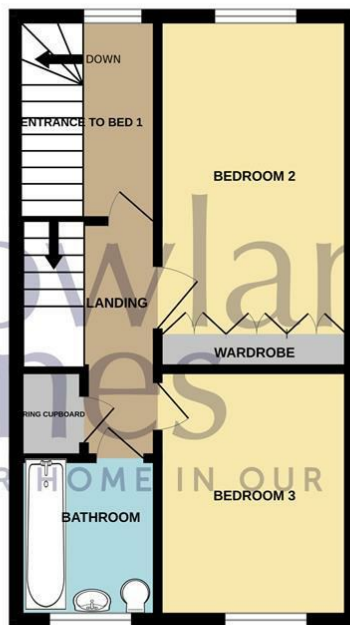 DOWN
ENTRANCE TO BED 1
BEDROOM 2
LANDING
WARDROBE
RING CUPBOARD
HOME IN OUR
BEDROOM 3
BATHROOM